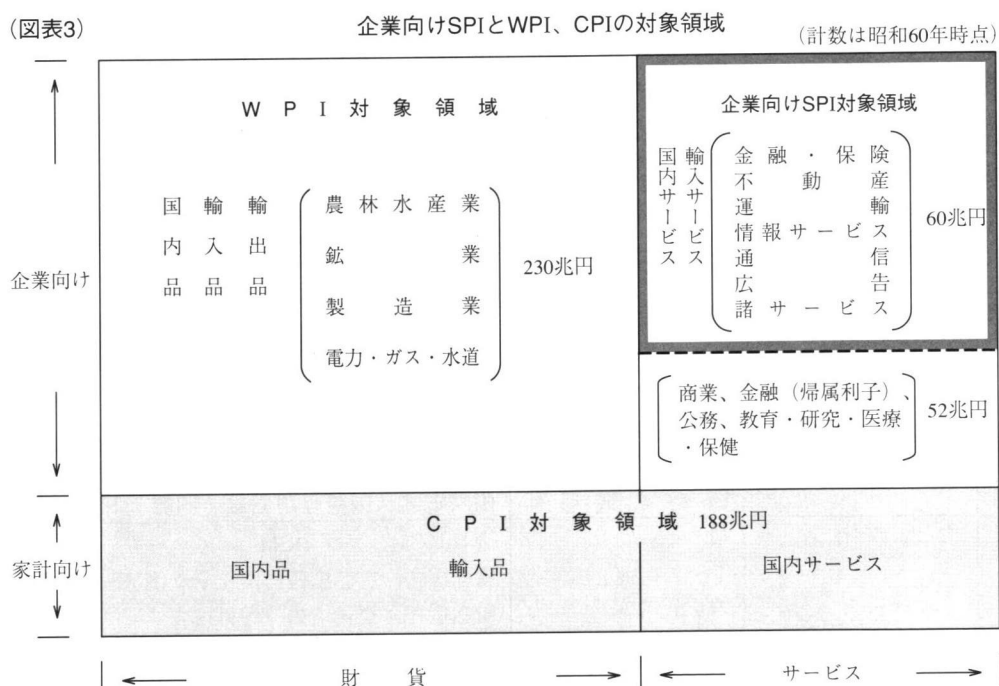 (図表3)
企業向けSPIとWPI、CPIの対象領域
(計数は昭和60年時点)
WPI対象領域
国内品
輸入品
輸出品
農林水産業
鉱業
製造業
電力・ガス・水道
230兆円
企業向けSPI対象領域
国内サービス
輸入サービス
金融・保険
不動産
運輸
情報サービス
通信
広告
諸サービス
60兆円
企業向け
商業、金融（帰属利子）、
公務、教育・研究・医療
・保健
52兆円
CPI対象領域 188兆円
家計向け
国内品
輸入品
国内サービス
財貨
サービス